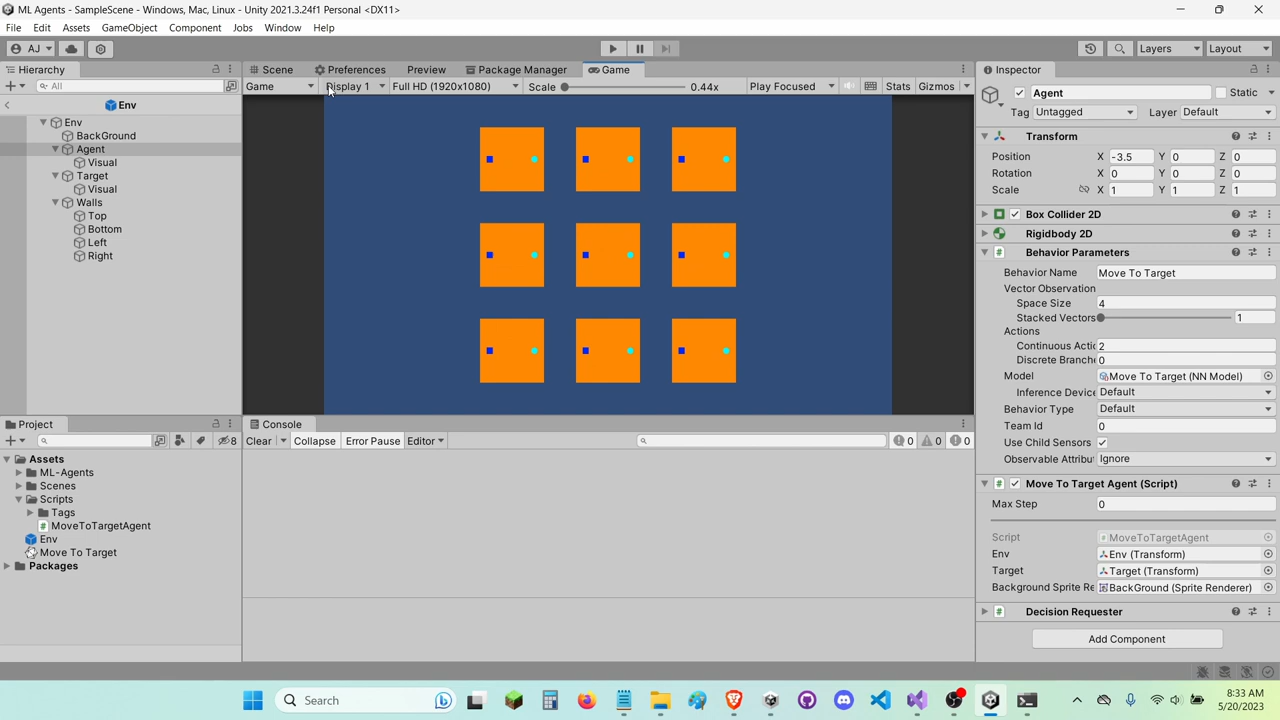 ML Agents - SampleScene - Windows, Mac, Linux - Unity 2021.3.24f1 Personal <DX11>
File Edit Assets GameObject Component Jobs Window Help
AJ Layers Layout
Hierarchy
All
Env
Env
BackGround
Agent
Visual
Target
Visual
Walls
Top
Bottom
Left
Right
Scene Preferences Preview Package Manager Game
Game Display 1 Full HD (1920x1080) Scale 0.44x Play Focused Stats Gizmos
Project
8
Assets
ML-Agents
Scenes
Scripts
Tags
MoveToTargetAgent
Env
Move To Target
Packages
Console
Clear Collapse Error Pause Editor 0 0 0
Inspector
Agent Static
Tag Untagged Layer Default
Transform
Position X -3.5 Y 0 Z 0
Rotation X 0 Y 0 Z 0
Scale X 1 Y 1 Z 1
Box Collider 2D
Rigidbody 2D
Behavior Parameters
Behavior Name Move To Target
Vector Observation
Space Size 4
Stacked Vectors 1
Actions
Continuous Actic 2
Discrete Branche 0
Model Move To Target (NN Model)
Inference Device Default
Behavior Type Default
Team Id 0
Use Child Sensors
Observable Attribut Ignore
Move To Target Agent (Script)
Max Step 0
Script MoveToTargetAgent
Env Env (Transform)
Target Target (Transform)
Background Sprite Re BackGround (Sprite Renderer)
Decision Requester
Add Component
Search
8:33 AM
5/20/2023